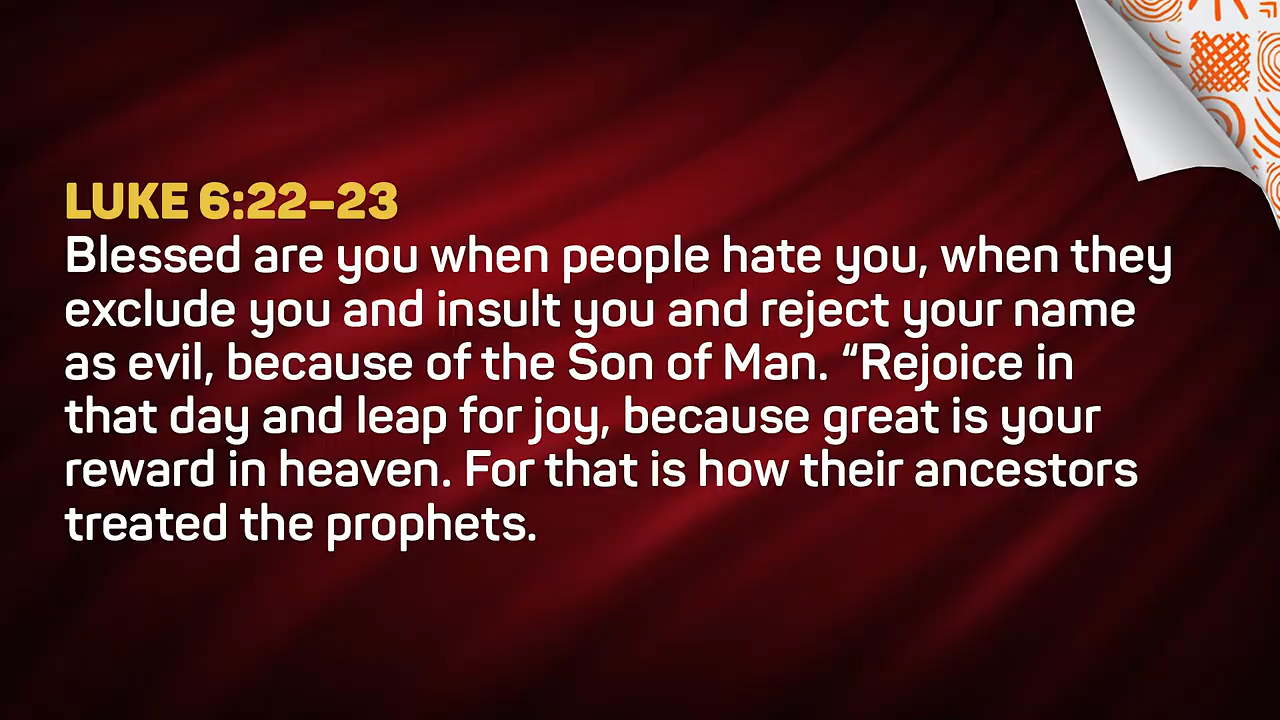 LUKE 6:22–23
Blessed are you when people hate you, when they
exclude you and insult you and reject your name
as evil, because of the Son of Man. “Rejoice in
that day and leap for joy, because great is your
reward in heaven. For that is how their ancestors
treated the prophets.